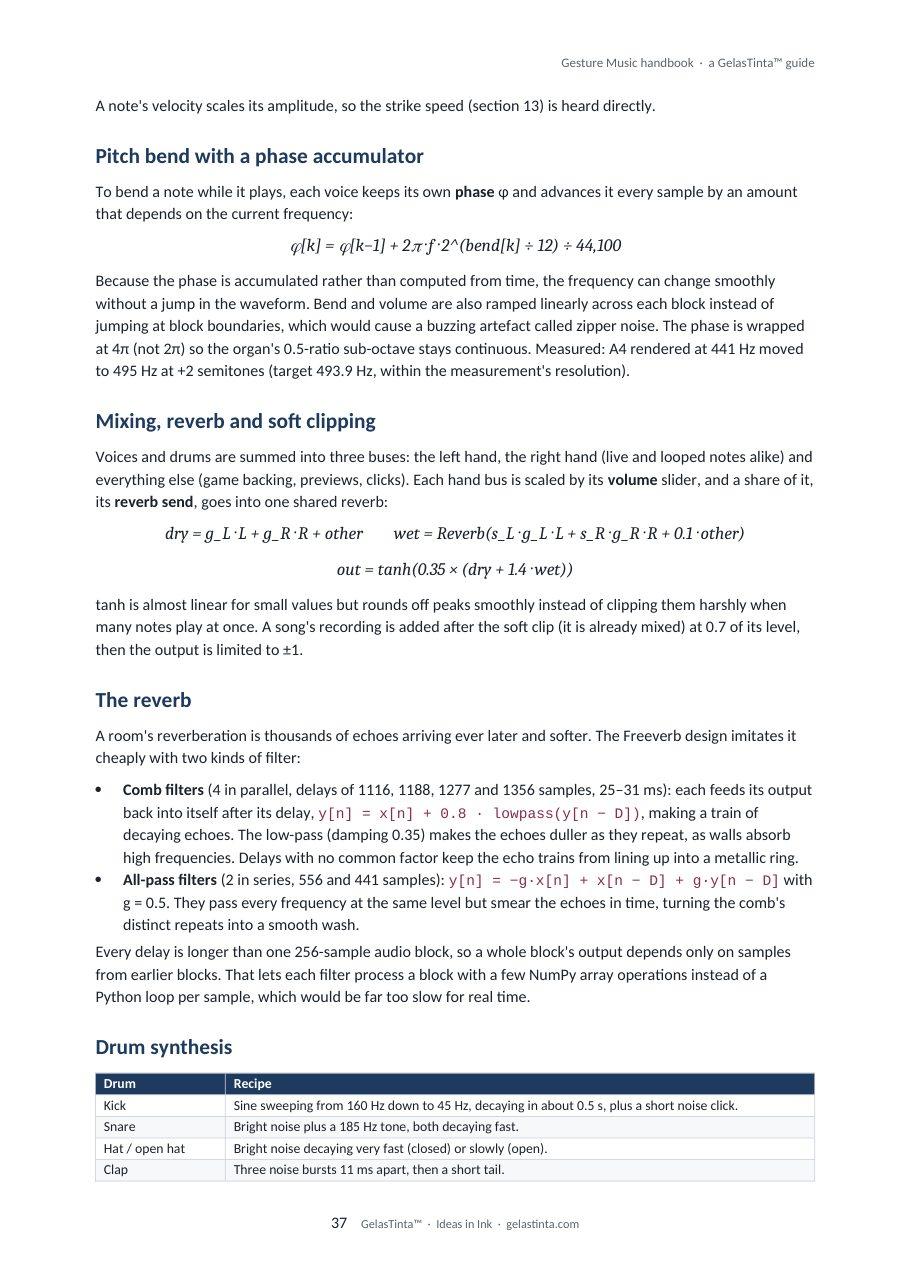 Gesture Music handbook · a GelasTinta™ guide
A note's velocity scales its amplitude, so the strike speed (section 13) is heard directly.
Pitch bend with a phase accumulator
To bend a note while it plays, each voice keeps its own phase φ and advances it every sample by an amount
that depends on the current frequency:
φ[k] = φ[k−1] + 2π·f·2^(bend[k] ÷ 12) ÷ 44,100
Because the phase is accumulated rather than computed from time, the frequency can change smoothly
without a jump in the waveform. Bend and volume are also ramped linearly across each block instead of
jumping at block boundaries, which would cause a buzzing artefact called zipper noise. The phase is wrapped
at 4π (not 2π) so the organ's 0.5-ratio sub-octave stays continuous. Measured: A4 rendered at 441 Hz moved
to 495 Hz at +2 semitones (target 493.9 Hz, within the measurement's resolution).
Mixing, reverb and soft clipping
Voices and drums are summed into three buses: the left hand, the right hand (live and looped notes alike) and
everything else (game backing, previews, clicks). Each hand bus is scaled by its volume slider, and a share of it,
its reverb send, goes into one shared reverb:
dry = g_L·L + g_R·R + other wet = Reverb(s_L·g_L·L + s_R·g_R·R + 0.1·other)
out = tanh(0.35 × (dry + 1.4·wet))
tanh is almost linear for small values but rounds off peaks smoothly instead of clipping them harshly when
many notes play at once. A song's recording is added after the soft clip (it is already mixed) at 0.7 of its level,
then the output is limited to ±1.
The reverb
A room's reverberation is thousands of echoes arriving ever later and softer. The Freeverb design imitates it
cheaply with two kinds of filter:
• Comb filters (4 in parallel, delays of 1116, 1188, 1277 and 1356 samples, 25–31 ms): each feeds its output
back into itself after its delay, y[n] = x[n] + 0.8 · lowpass(y[n − D]), making a train of
decaying echoes. The low-pass (damping 0.35) makes the echoes duller as they repeat, as walls absorb
high frequencies. Delays with no common factor keep the echo trains from lining up into a metallic ring.
• All-pass filters (2 in series, 556 and 441 samples): y[n] = −g·x[n] + x[n − D] + g·y[n − D] with
g = 0.5. They pass every frequency at the same level but smear the echoes in time, turning the comb's
distinct repeats into a smooth wash.
Every delay is longer than one 256-sample audio block, so a whole block's output depends only on samples
from earlier blocks. That lets each filter process a block with a few NumPy array operations instead of a
Python loop per sample, which would be far too slow for real time.
Drum synthesis
Drum Recipe
Kick Sine sweeping from 160 Hz down to 45 Hz, decaying in about 0.5 s, plus a short noise click.
Snare Bright noise plus a 185 Hz tone, both decaying fast.
Hat / open hat Bright noise decaying very fast (closed) or slowly (open).
Clap Three noise bursts 11 ms apart, then a short tail.
37 GelasTinta™ · Ideas in Ink · gelastinta.com